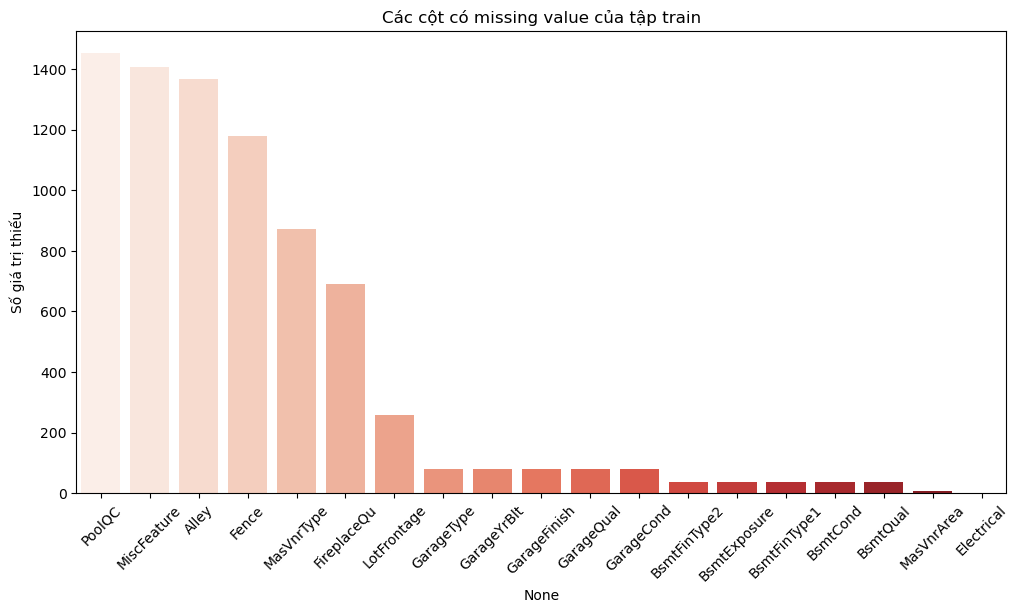 Các cột có missing value của tập train
Số giá trị thiếu
1400
1200
1000
800
600
400
200
0
PoolQC
MiscFeature
Alley
Fence
MasVnrType
FireplaceQu
LotFrontage
GarageType
GarageYrBlt
GarageFinish
GarageQual
GarageCond
BsmtFinType2
BsmtExposure
BsmtFinType1
BsmtCond
BsmtQual
MasVnrArea
Electrical
None